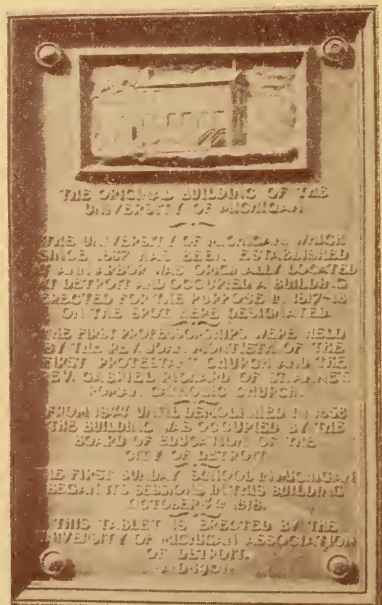 THE ORIGINAL BUILDING OF THE
UNIVERSITY OF MICHIGAN
THE UNIVERSITY OF MICHIGAN, WHICH
SINCE 1837 HAS BEEN ESTABLISHED
AT ANN ARBOR WAS ORIGINALLY LOCATED
AT DETROIT AND OCCUPIED A BUILDING
ERECTED FOR THE PURPOSE IN 1817-18
ON THE SPOT HERE DESIGNATED.
THE FIRST PROFESSORSHIPS WERE HELD
BY THE REV. JOHN MONTIETH OF THE
FIRST PROTESTANT CHURCH AND THE
REV. GABRIEL RICHARD OF ST. ANNE'S
ROMAN CATHOLIC CHURCH.
FROM 1844 UNTIL DEMOLISHED IN 1858
THE BUILDING WAS OCCUPIED BY THE
BOARD OF EDUCATION OF THE
CITY OF DETROIT
THE FIRST SUNDAY SCHOOL IN MICHIGAN
BEGAN ITS SESSIONS IN THIS BUILDING
OCTOBER 1818.
THIS TABLET IS ERECTED BY THE
UNIVERSITY OF MICHIGAN ASSOCIATION
OF DETROIT.
A·D·